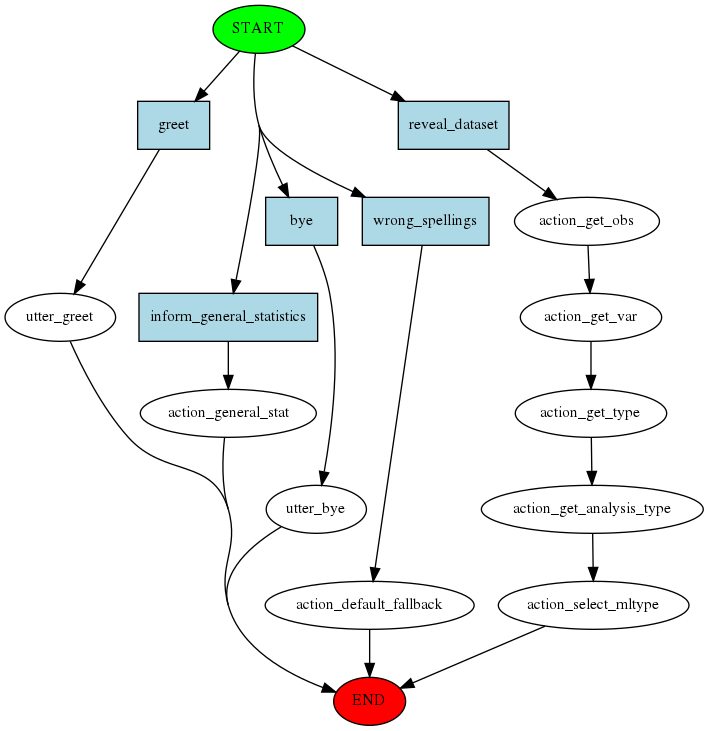 START
greet
reveal_dataset
bye
wrong_spellings
action_get_obs
utter_greet
inform_general_statistics
action_get_var
action_general_stat
action_get_type
utter_bye
action_get_analysis_type
action_default_fallback
action_select_mltype
END